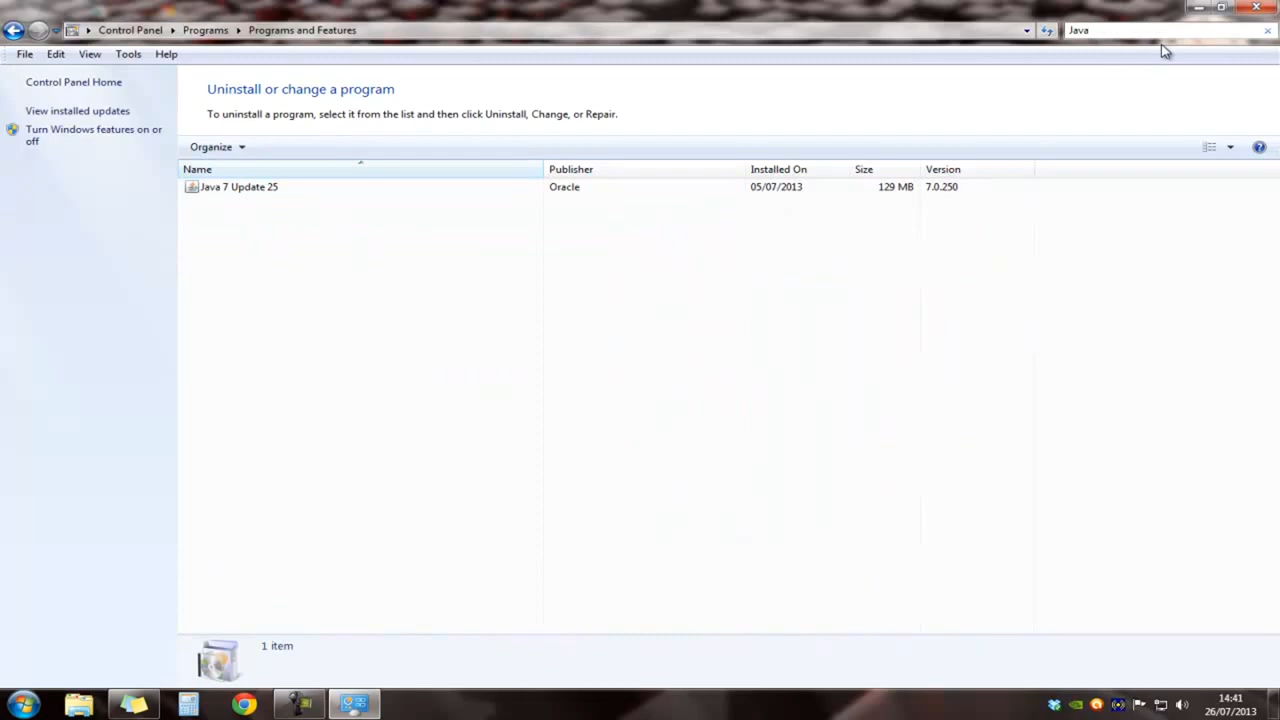 Control Panel Programs Programs and Features Java
File Edit View Tools Help
Control Panel Home
View installed updates
Turn Windows features on or
off
Uninstall or change a program
To uninstall a program, select it from the list and then click Uninstall, Change, or Repair.
Organize
Name Publisher Installed On Size Version
Java 7 Update 25 Oracle 05/07/2013 129 MB 7.0.250
1 item
14:41
26/07/2013